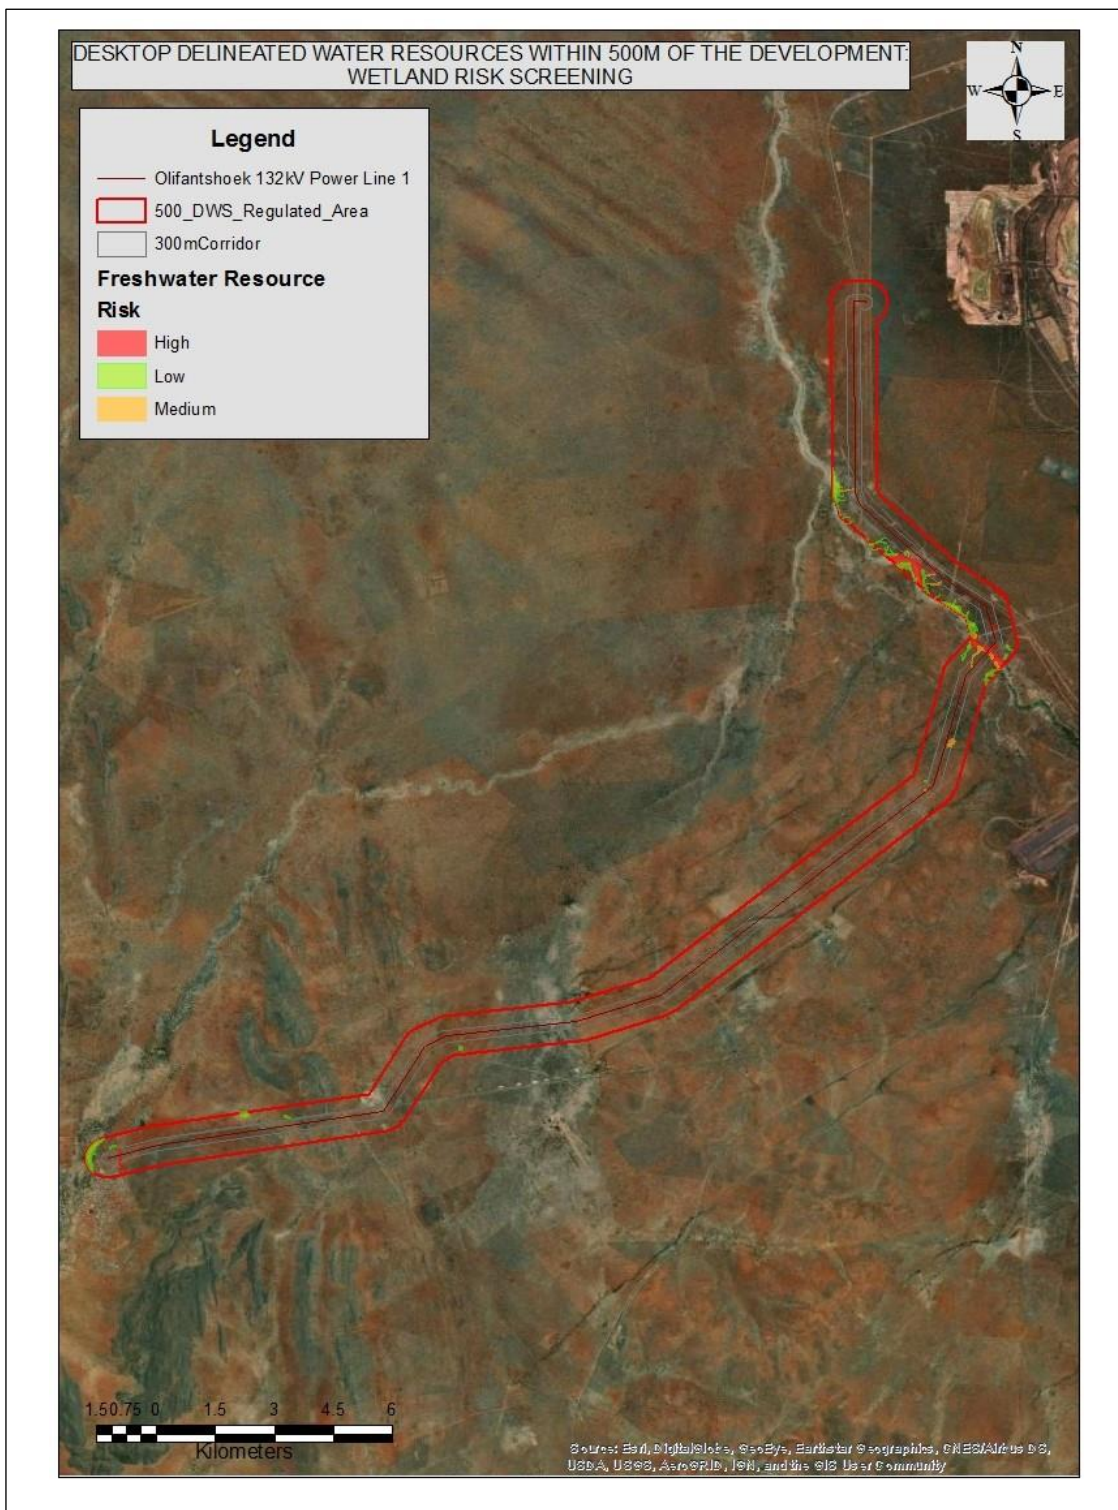 DESKTOP DELINEATED WATER RESOURCES WITHIN 500M OF THE DEVELOPMENT:
WETLAND RISK SCREENING
N
W E
S
Legend
Olifantshoek 132kV Power Line 1
500_DWS_Regulated_Area
300mCorridor
Freshwater Resource
Risk
High
Low
Medium
1.50.75 0 1.5 3 4.5 6
Kilometers
Source: Esri, DigitalGlobe, GeoEye, Earthstar Geographics, CNES/Airbus DS,
USDA, USGS, AeroGRID, IGN, and the GIS User Community